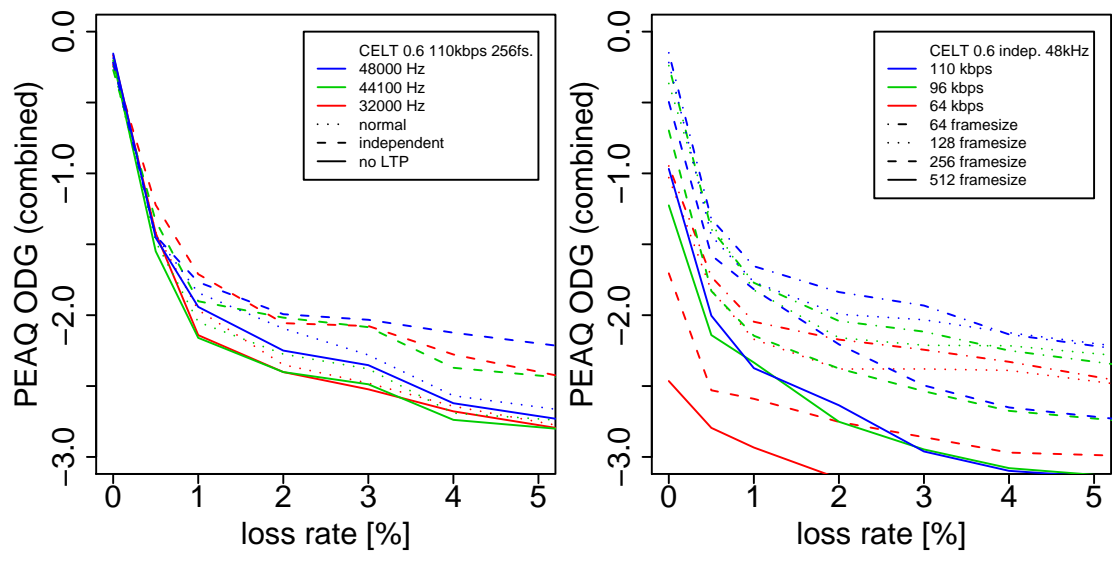 PEAQ ODG (combined)
0.0
−1.0
−2.0
−3.0
CELT 0.6 110kbps 256fs.
48000 Hz
44100 Hz
32000 Hz
normal
independent
no LTP
0 1 2 3 4 5
loss rate [%]
PEAQ ODG (combined)
0.0
−1.0
−2.0
−3.0
CELT 0.6 indep. 48kHz
110 kbps
96 kbps
64 kbps
64 framesize
128 framesize
256 framesize
512 framesize
0 1 2 3 4 5
loss rate [%]